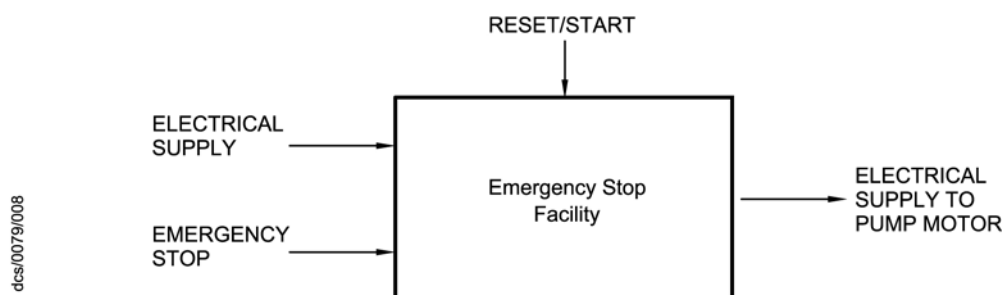 RESET/START
ELECTRICAL
SUPPLY
Emergency Stop
Facility
ELECTRICAL
SUPPLY TO
PUMP MOTOR
EMERGENCY
STOP
dcs/0079/008